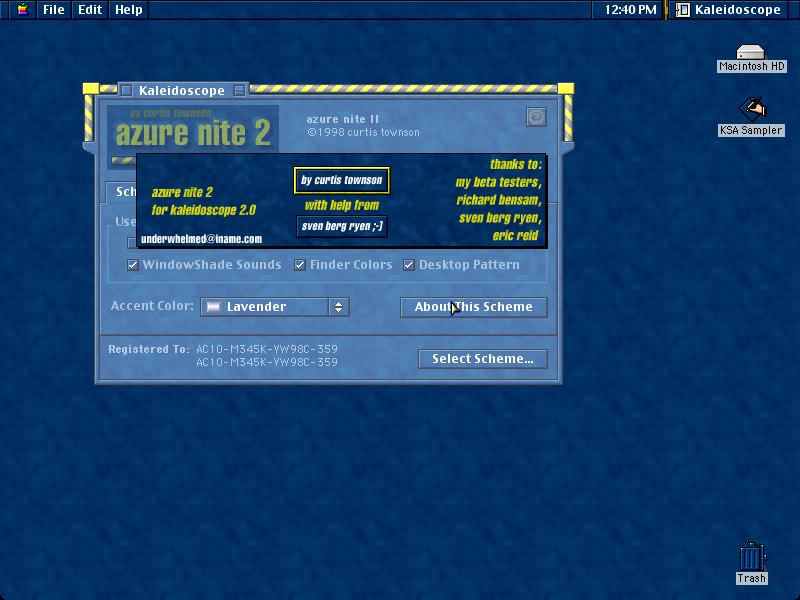 File Edit Help
12:40 PM
Kaleidoscope
Macintosh HD
KSA Sampler
Kaleidoscope
by curtis townson
azure nite 2
azure nite II
©1998 curtis townson
Sch
Use
azure nite 2
for kaleidoscope 2.0
underwhelmed@iname.com
by curtis townson
with help from
sven berg ryen ;-]
thanks to:
my beta testers,
richard bensam,
sven berg ryen,
eric reid
WindowShade Sounds Finder Colors Desktop Pattern
Accent Color: Lavender
About This Scheme
Registered To: AC10-M345K-YW98C-359
AC10-M345K-YW98C-359
Select Scheme...
Trash